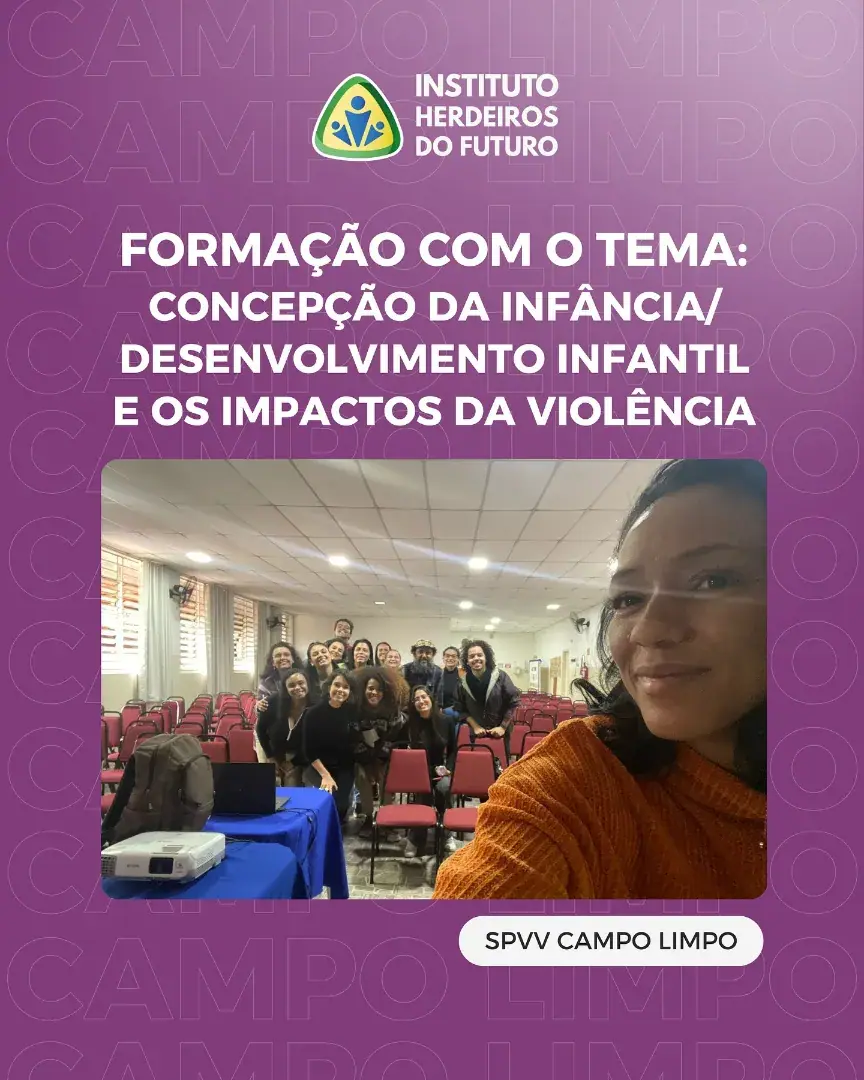 CAMPO LIMPO
INSTITUTO
HERDEIROS
DO FUTURO
FORMAÇÃO COM O TEMA:
CONCEPÇÃO DA INFÂNCIA/
DESENVOLVIMENTO INFANTIL
E OS IMPACTOS DA VIOLÊNCIA
SPVV CAMPO LIMPO
CAMPO LIMPO